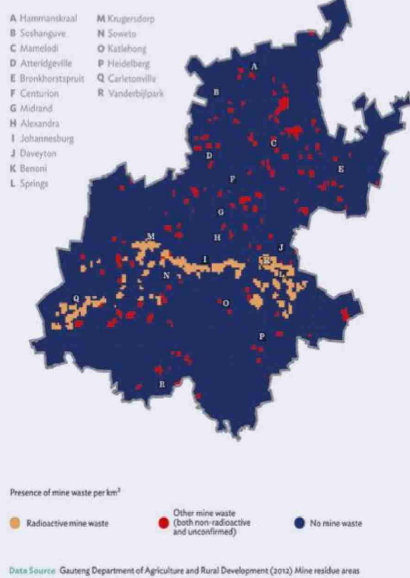 A Hammanskraal
B Soshanguve
C Mamelodi
D Atteridgeville
E Bronkhorstspruit
F Centurion
G Midrand
H Alexandra
I Johannesburg
J Daveyton
K Benoni
L Springs
M Krugersdorp
N Soweto
O Katlehong
P Heidelberg
Q Carletonville
R Vanderbijlpark
A
B
C
D
E
F
G
H
J
M
I
K
L
N
Q
O
P
R
Presence of mine waste per km²
Radioactive mine waste
Other mine waste
(both non-radioactive
and unconfirmed)
No mine waste
Data Source Gauteng Department of Agriculture and Rural Development (2012) Mine residue areas